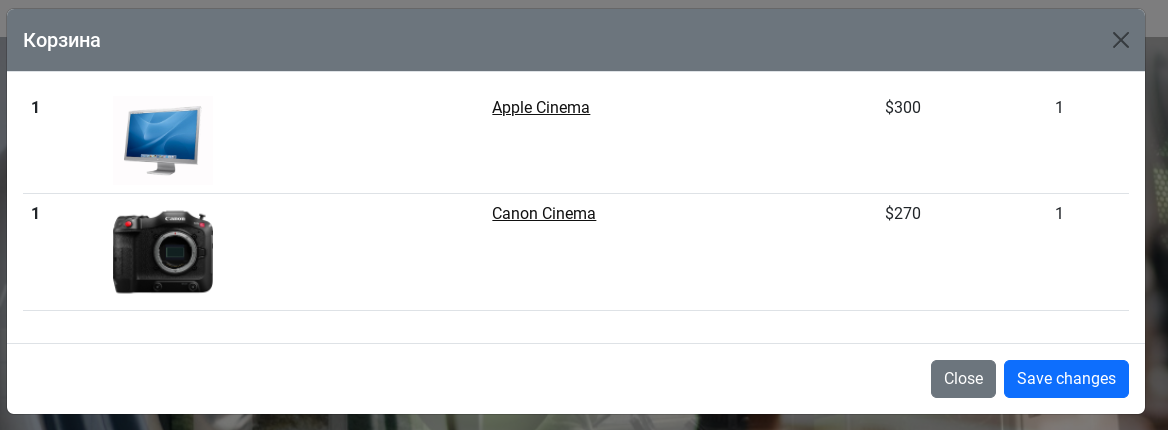 Корзина
1 Apple Cinema $300 1
1 Canon Cinema $270 1
Close Save changes